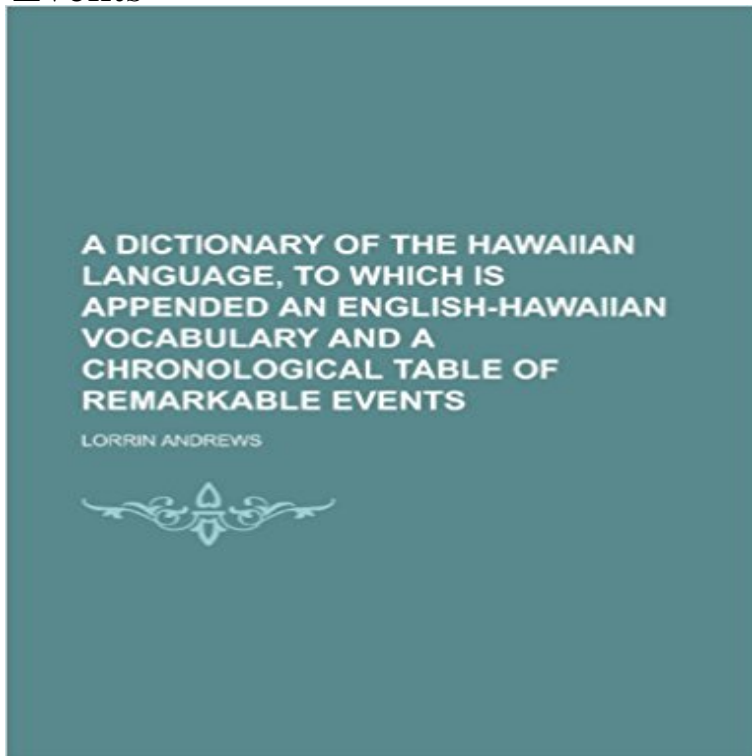 Events
A DICTIONARY OF THE HAWAIIAN
LANGUAGE, TO WHICH IS
APPENDED AN ENGLISH-HAWAIIAN
VOCABULARY AND A
CHRONOLOGICAL TABLE OF
REMARKABLE EVENTS
LORRIN ANDREWS